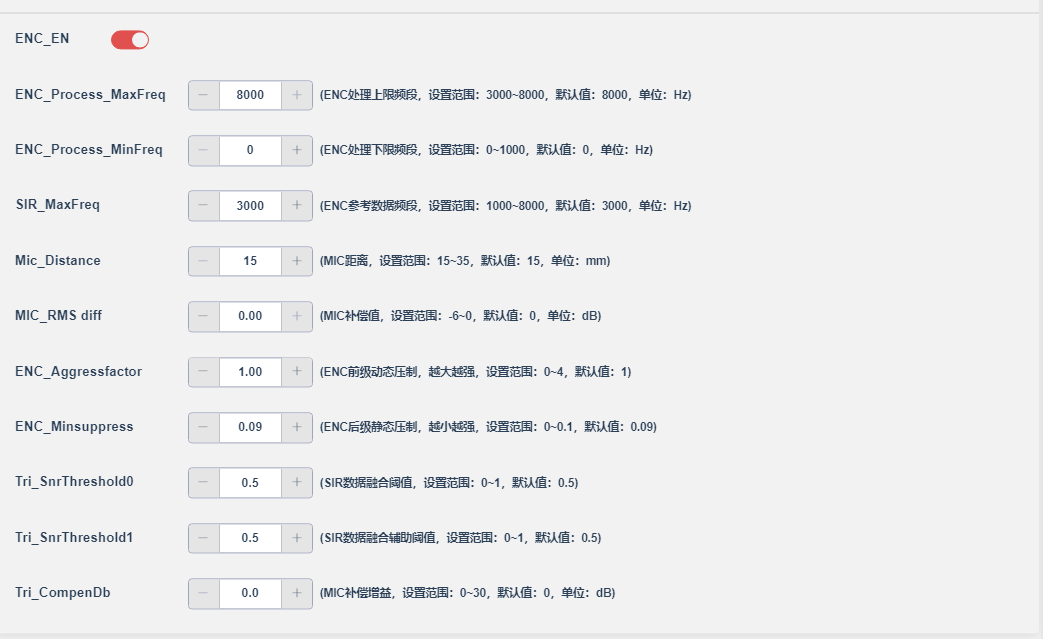 ENC_EN
ENC_Process_MaxFreq − 8000 + (ENC处理上限频段，设置范围：3000~8000，默认值：8000，单位：Hz)
ENC_Process_MinFreq − 0 + (ENC处理下限频段，设置范围：0~1000，默认值：0，单位：Hz)
SIR_MaxFreq − 3000 + (ENC参考数据频段，设置范围：1000~8000，默认值：3000，单位：Hz)
Mic_Distance − 15 + (MIC距离，设置范围：15~35，默认值：15，单位：mm)
MIC_RMS diff − 0.00 + (MIC补偿值，设置范围：-6~0，默认值：0，单位：dB)
ENC_Aggressfactor − 1.00 + (ENC前级动态压制，越大越强，设置范围：0~4，默认值：1)
ENC_Minsuppress − 0.09 + (ENC后级静态压制，越小越强，设置范围：0~0.1，默认值：0.09)
Tri_SnrThreshold0 − 0.5 + (SIR数据融合阈值，设置范围：0~1，默认值：0.5)
Tri_SnrThreshold1 − 0.5 + (SIR数据融合辅助阈值，设置范围：0~1，默认值：0.5)
Tri_CompenDb − 0.0 + (MIC补偿增益，设置范围：0~30，默认值：0，单位：dB)